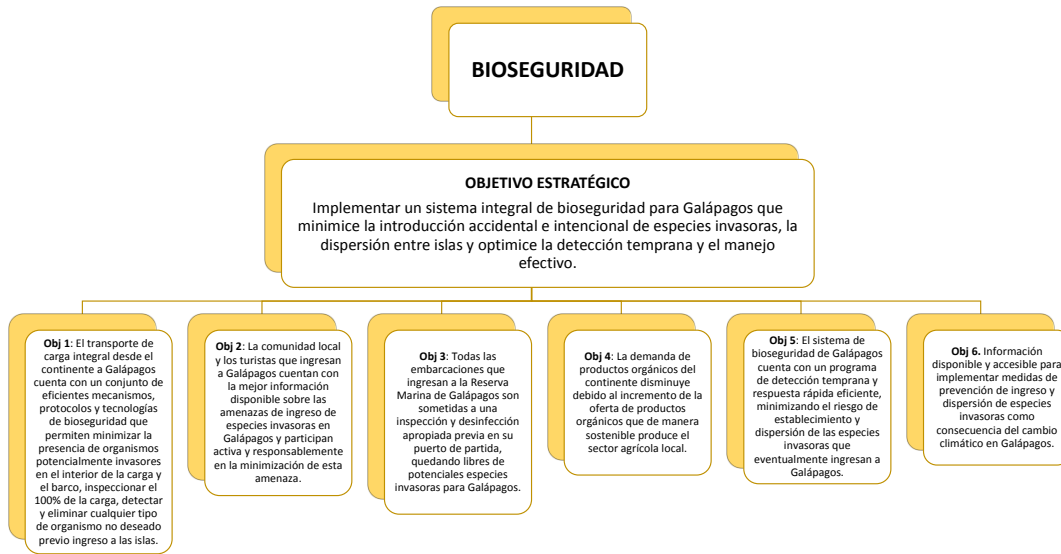 BIOSEGURIDAD
OBJETIVO ESTRATÉGICO
Implementar un sistema integral de bioseguridad para Galápagos que
minimice la introducción accidental e intencional de especies invasoras, la
dispersión entre islas y optimice la detección temprana y el manejo
efectivo.
Obj 1: El transporte de
carga integral desde el
continente a Galápagos
cuenta con un conjunto de
eficientes mecanismos,
protocolos y tecnologías
de bioseguridad que
permiten minimizar la
presencia de organismos
potencialmente invasores
en el interior de la carga y
el barco, inspeccionar el
100% de la carga, detectar
y eliminar cualquier tipo
de organismo no deseado
previo ingreso a las islas.
Obj 2: La comunidad local
y los turistas que ingresan
a Galápagos cuentan con
la mejor información
disponible sobre las
amenazas de ingreso de
especies invasoras en
Galápagos y participan
activa y responsablemente
en la minimización de esta
amenaza.
Obj 3: Todas las
embarcaciones que
ingresan a la Reserva
Marina de Galápagos son
sometidas a una
inspección y desinfección
apropiada previa en su
puerto de partida,
quedando libres de
potenciales especies
invasoras para Galápagos.
Obj 4: La demanda de
productos orgánicos del
continente disminuye
debido al incremento de la
oferta de productos
orgánicos que de manera
sostenible produce el
sector agrícola local.
Obj 5: El sistema de
bioseguridad de Galápagos
cuenta con un programa
de detección temprana y
respuesta rápida eficiente,
minimizando el riesgo de
establecimiento y
dispersión de las especies
invasoras que
eventualmente ingresan a
Galápagos.
Obj 6. Información
disponible y accesible para
implementar medidas de
prevención de ingreso y
dispersión de especies
invasoras como
consecuencia del cambio
climático en Galápagos.